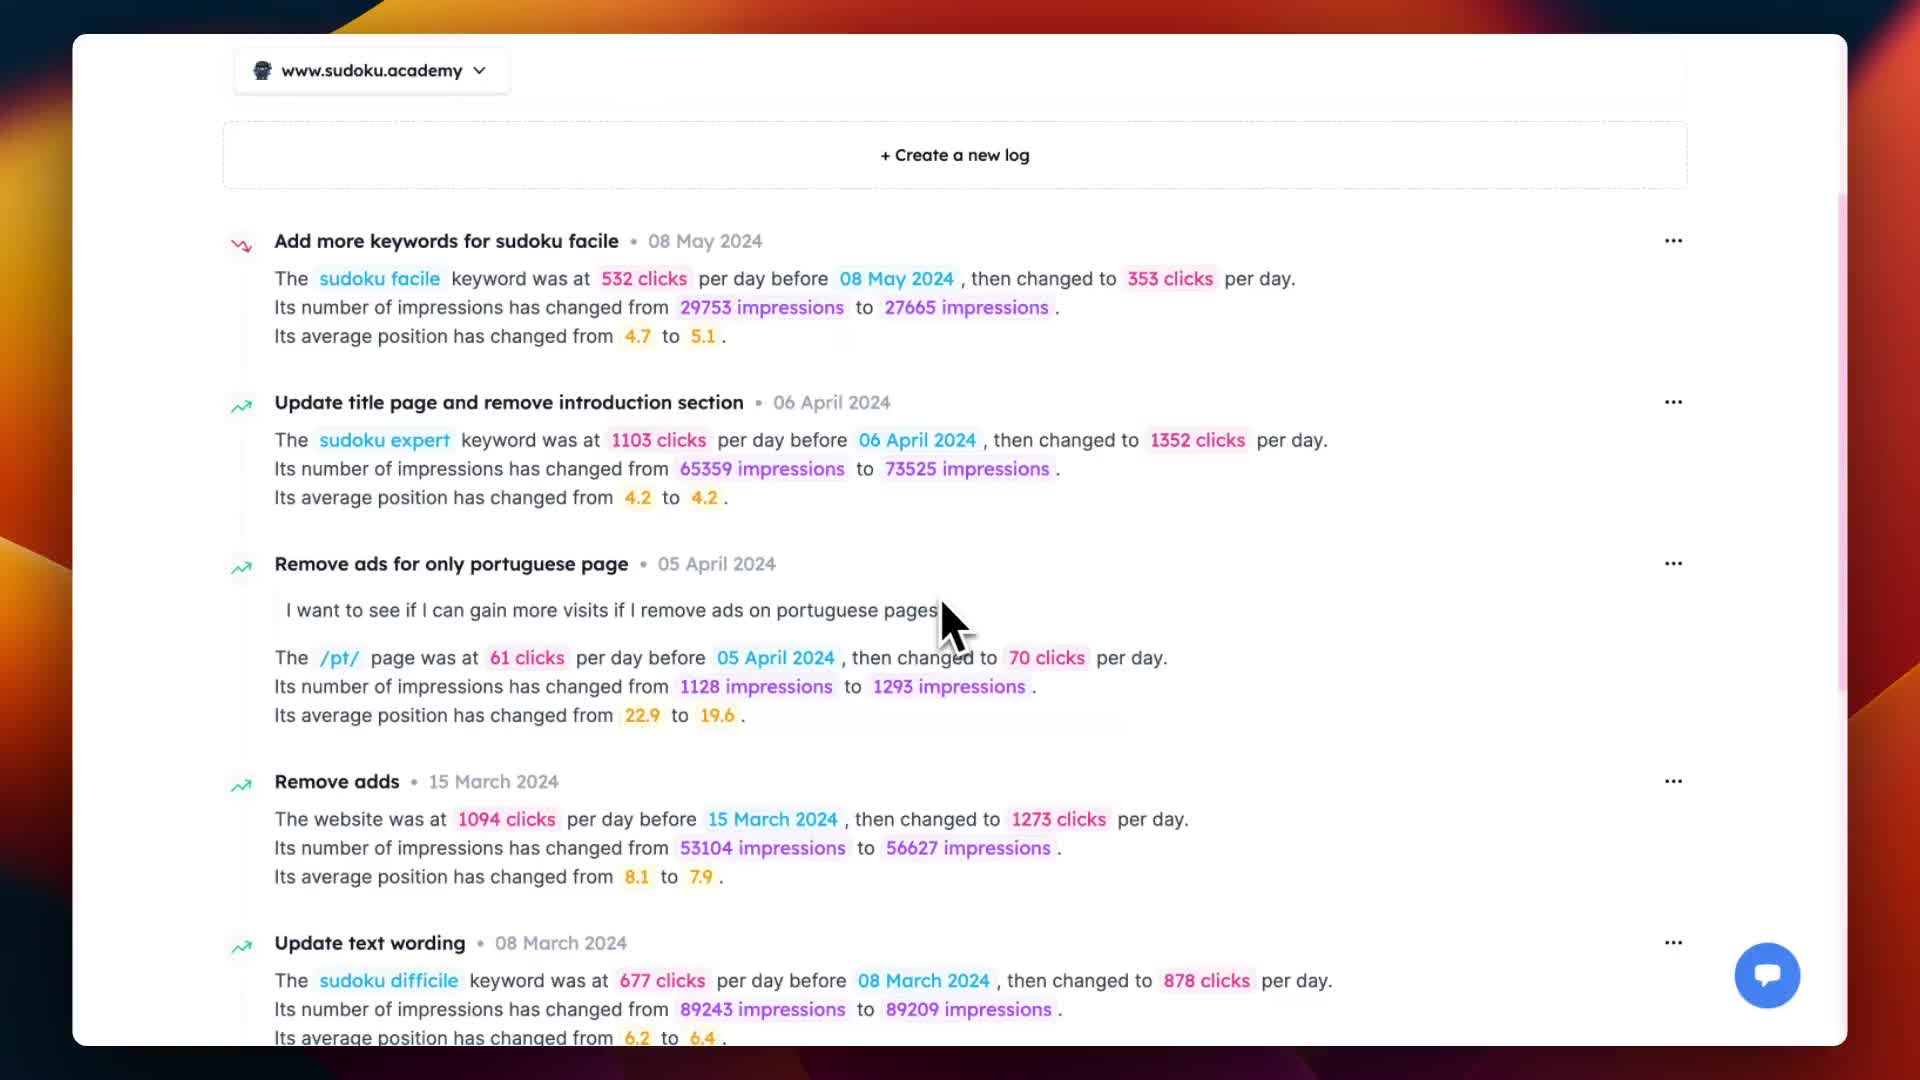 www.sudoku.academy
+ Create a new log
Add more keywords for sudoku facile • 08 May 2024
The sudoku facile keyword was at 532 clicks per day before 08 May 2024 , then changed to 353 clicks per day.
Its number of impressions has changed from 29753 impressions to 27665 impressions .
Its average position has changed from 4.7 to 5.1 .
Update title page and remove introduction section • 06 April 2024
The sudoku expert keyword was at 1103 clicks per day before 06 April 2024 , then changed to 1352 clicks per day.
Its number of impressions has changed from 65359 impressions to 73525 impressions .
Its average position has changed from 4.2 to 4.2 .
Remove ads for only portuguese page • 05 April 2024
I want to see if I can gain more visits if I remove ads on portuguese pages
The /pt/ page was at 61 clicks per day before 05 April 2024 , then changed to 70 clicks per day.
Its number of impressions has changed from 1128 impressions to 1293 impressions .
Its average position has changed from 22.9 to 19.6 .
Remove adds • 15 March 2024
The website was at 1094 clicks per day before 15 March 2024 , then changed to 1273 clicks per day.
Its number of impressions has changed from 53104 impressions to 56627 impressions .
Its average position has changed from 8.1 to 7.9 .
Update text wording • 08 March 2024
The sudoku difficile keyword was at 677 clicks per day before 08 March 2024 , then changed to 878 clicks per day.
Its number of impressions has changed from 89243 impressions to 89209 impressions .
Its average position has changed from 6.2 to 6.4 .